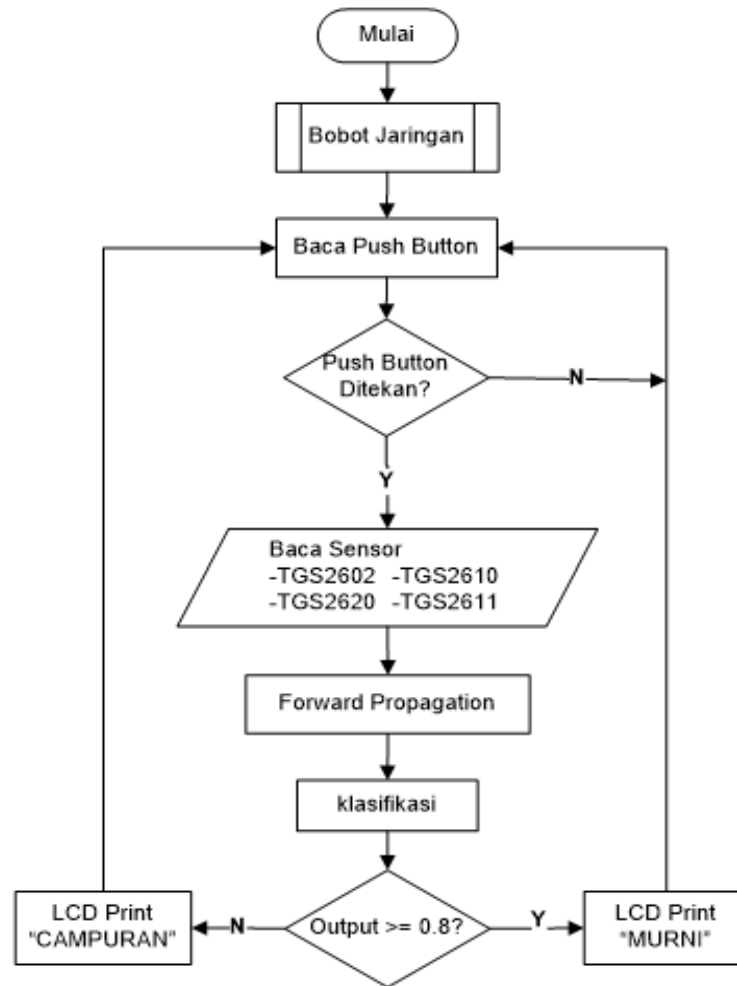 Mulai
Bobot Jaringan
Baca Push Button
Push Button
Ditekan?
N
Y
Baca Sensor
-TGS2602 -TGS2610
-TGS2620 -TGS2611
Forward Propagation
klasifikasi
Output >= 0.8?
N
Y
LCD Print
"CAMPURAN"
LCD Print
"MURNI"